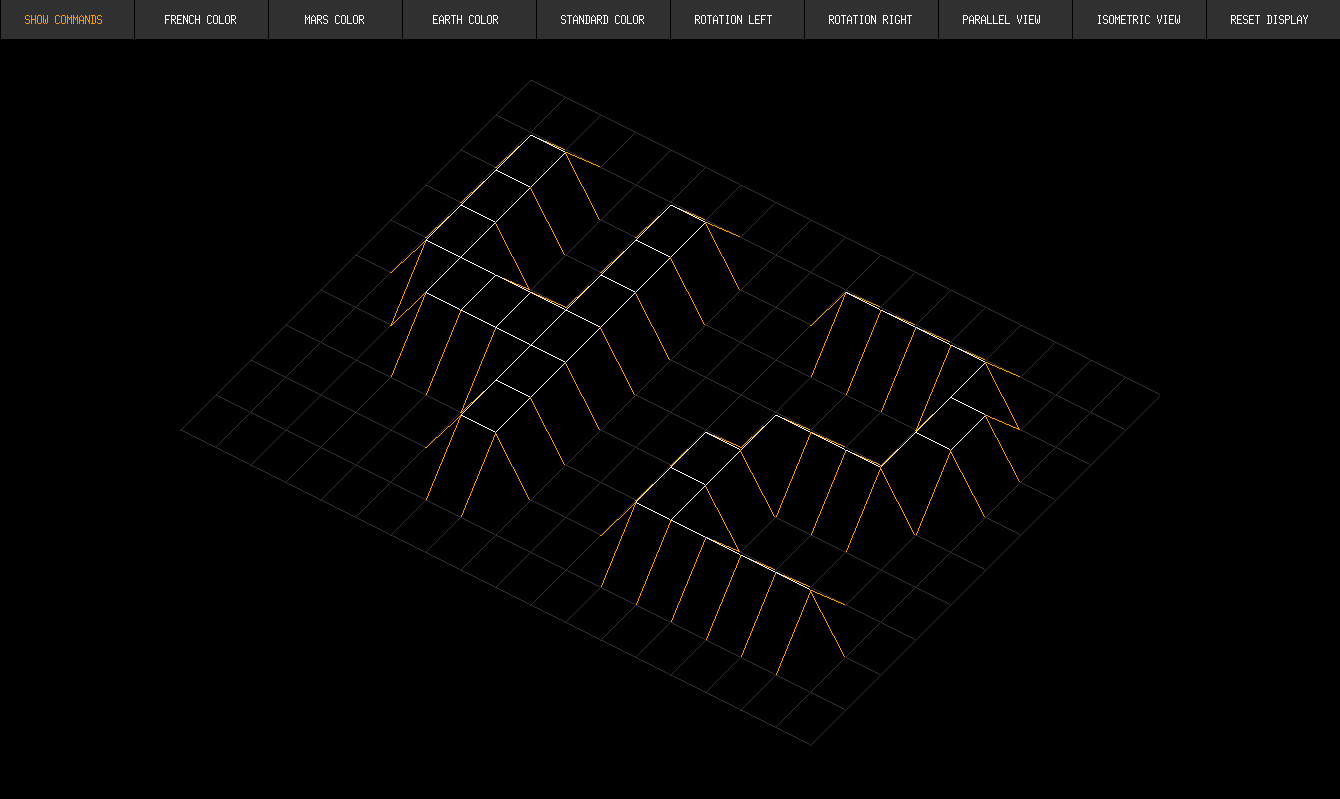 SHOW COMMANDS
FRENCH COLOR
MARS COLOR
EARTH COLOR
STANDARD COLOR
ROTATION LEFT
ROTATION RIGHT
PARALLEL VIEW
ISOMETRIC VIEW
RESET DISPLAY